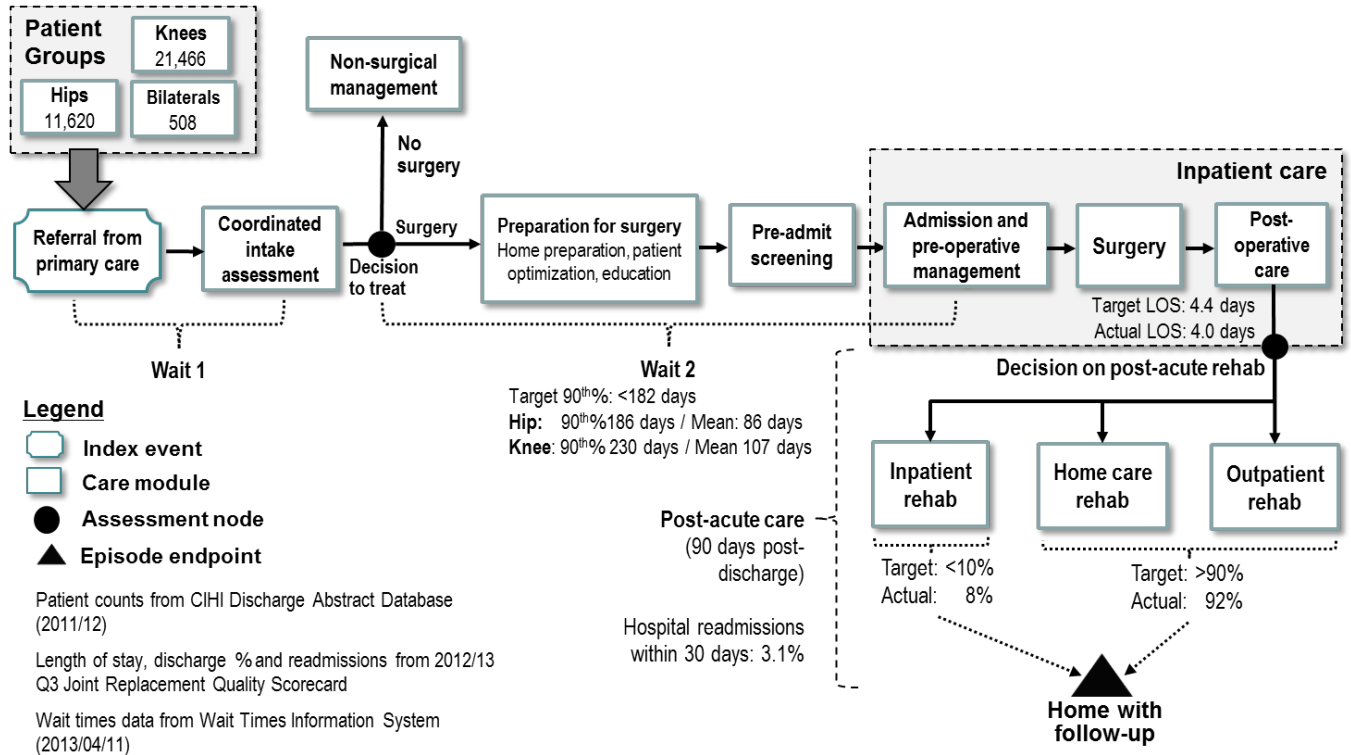 Patient
Groups
Knees
21,466
Hips
11,620
Bilaterals
508
Non-surgical
management
No
surgery
Inpatient care
Referral from
primary care
Coordinated
intake
assessment
Surgery
Decision
to treat
Preparation for surgery
Home preparation, patient
optimization, education
Pre-admit
screening
Admission and
pre-operative
management
Surgery
Post-
operative
care
Target LOS: 4.4 days
Actual LOS: 4.0 days
Wait 1
Wait 2
Target 90th%: <182 days
Hip: 90th%186 days / Mean: 86 days
Knee: 90th% 230 days / Mean 107 days
Decision on post-acute rehab
Legend
Index event
Care module
Assessment node
Episode endpoint
Inpatient
rehab
Home care
rehab
Outpatient
rehab
Post-acute care
(90 days post-
discharge)
Target: <10%
Actual: 8%
Target: >90%
Actual: 92%
Hospital readmissions
within 30 days: 3.1%
Patient counts from CIHI Discharge Abstract Database
(2011/12)
Length of stay, discharge % and readmissions from 2012/13
Q3 Joint Replacement Quality Scorecard
Wait times data from Wait Times Information System
(2013/04/11)
Home with
follow-up